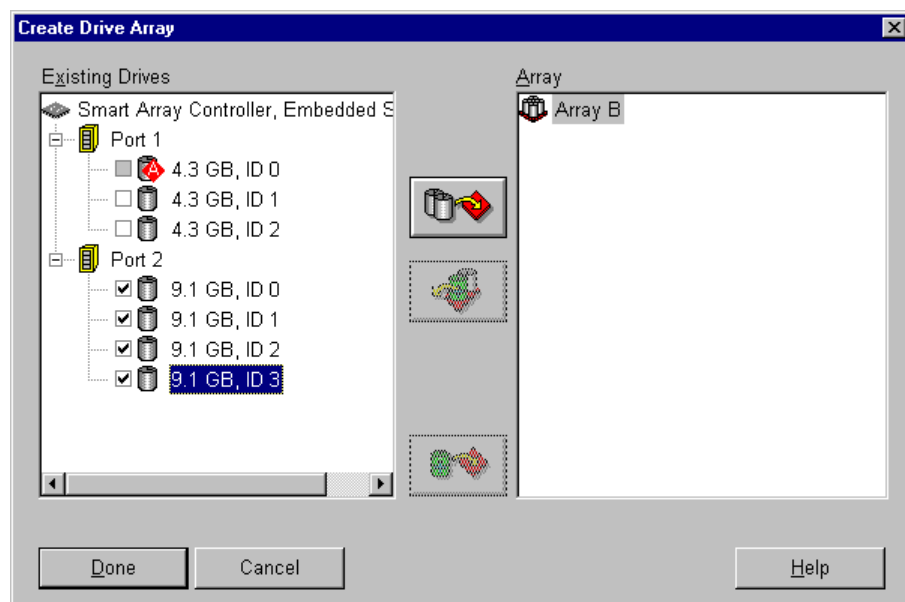 Create Drive Array
Existing Drives
Smart Array Controller, Embedded S
Port 1
A 4.3 GB, ID 0
4.3 GB, ID 1
4.3 GB, ID 2
Port 2
9.1 GB, ID 0
9.1 GB, ID 1
9.1 GB, ID 2
9.1 GB, ID 3
Array
Array B
Done
Cancel
Help